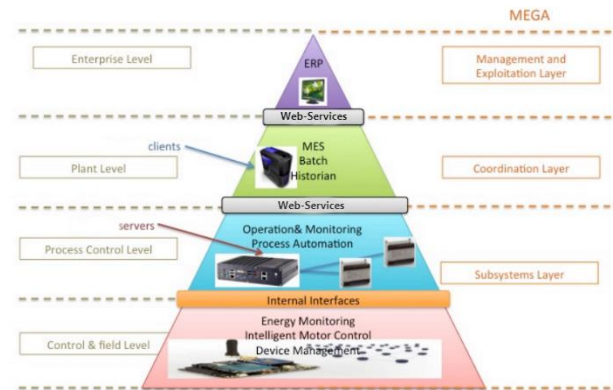 MEGA
Enterprise Level
ERP
Management and
Exploitation Layer
Web-Services
clients
MES
Batch
Historian
Plant Level
Coordination Layer
Web-Services
servers
Operation& Monitoring
Process Automation
Process Control Level
Subsystems Layer
Internal Interfaces
Energy Monitoring
Intelligent Motor Control
Device Management
Control & field Level